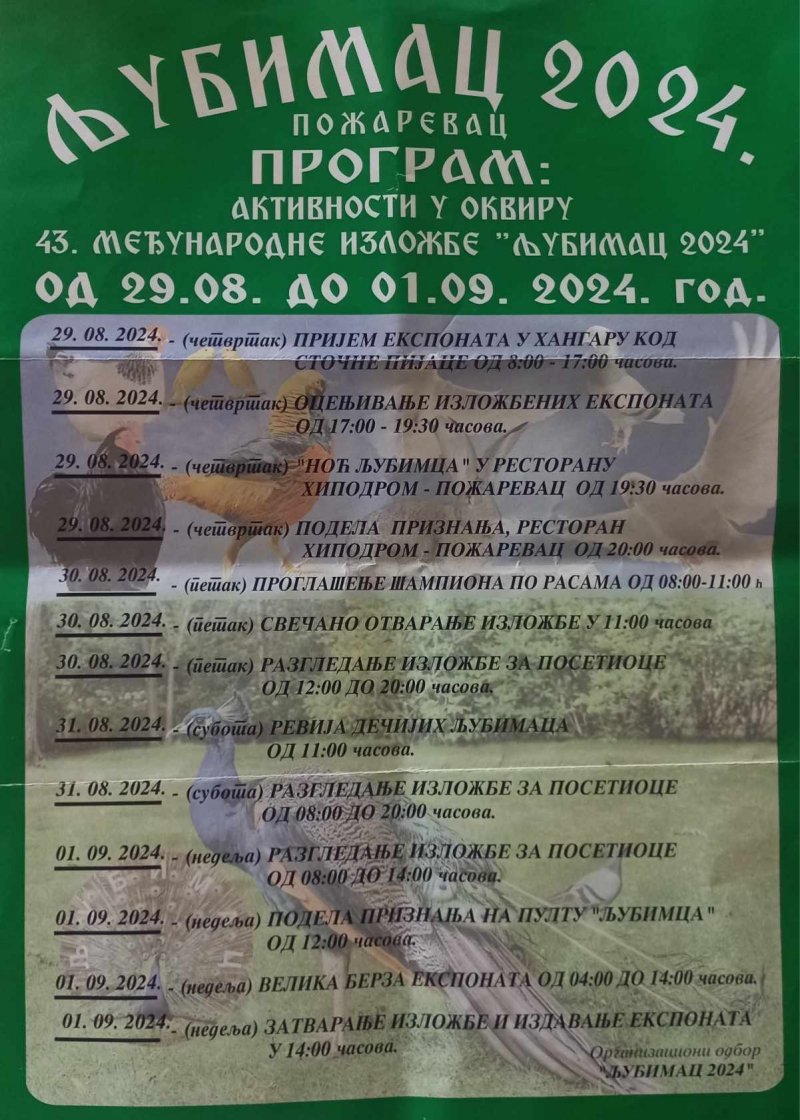 ЉУБИМАЦ 2024.
ПОЖАРЕВАЦ
ПРОГРАМ:
АКТИВНОСТИ У ОКВИРУ
43. МЕЂУНАРОДНЕ ИЗЛОЖБЕ "ЉУБИМАЦ 2024"
ОД 29.08. ДО 01.09. 2024. ГОД.
29. 08. 2024. - (четвртак) ПРИЈЕМ ЕКСПОНАТА У ХАНГАРУ КОД
СТОЧНЕ ПИЈАЦЕ ОД 8:00 - 17:00 часова.
29. 08. 2024. - (четвртак) ОЦЕЊИВАЊЕ ИЗЛОЖБЕНИХ ЕКСПОНАТА
ОД 17:00 - 19:30 часова.
29. 08. 2024. - (четвртак) "НОЋ ЉУБИМЦА" У РЕСТОРАНУ
ХИПОДРОМ - ПОЖАРЕВАЦ ОД 19:30 часова.
29. 08. 2024. - (четвртак) ПОДЕЛА ПРИЗНАЊА, РЕСТОРАН
ХИПОДРОМ - ПОЖАРЕВАЦ ОД 20:00 часова.
30. 08. 2024. - (петак) ПРОГЛАШЕЊЕ ШАМПИОНА ПО РАСАМА ОД 08:00-11:00 h
30. 08. 2024. - (петак) СВЕЧАНО ОТВАРАЊЕ ИЗЛОЖБЕ У 11:00 часова
30. 08. 2024. - (петак) РАЗГЛЕДАЊЕ ИЗЛОЖБЕ ЗА ПОСЕТИОЦЕ
ОД 12:00 ДО 20:00 часова.
31. 08. 2024. - (субота) РЕВИЈА ДЕЧИЈИХ ЉУБИМАЦА
ОД 11:00 часова.
31. 08. 2024. - (субота) РАЗГЛЕДАЊЕ ИЗЛОЖБЕ ЗА ПОСЕТИОЦЕ
ОД 08:00 ДО 20:00 часова.
01. 09. 2024. - (недеља) РАЗГЛЕДАЊЕ ИЗЛОЖБЕ ЗА ПОСЕТИОЦЕ
ОД 08:00 ДО 14:00 часова.
01. 09. 2024. - (недеља) ПОДЕЛА ПРИЗНАЊА НА ПУЛТУ "ЉУБИМЦА"
ОД 12:00 часова.
01. 09. 2024. - (недеља) ВЕЛИКА БЕРЗА ЕКСПОНАТА ОД 04:00 ДО 14:00 часова.
01. 09. 2024. - (недеља) ЗАТВАРАЊЕ ИЗЛОЖБЕ И ИЗДАВАЊЕ ЕКСПОНАТА
У 14:00 часова.
Организациони одбор
"ЉУБИМАЦ 2024"